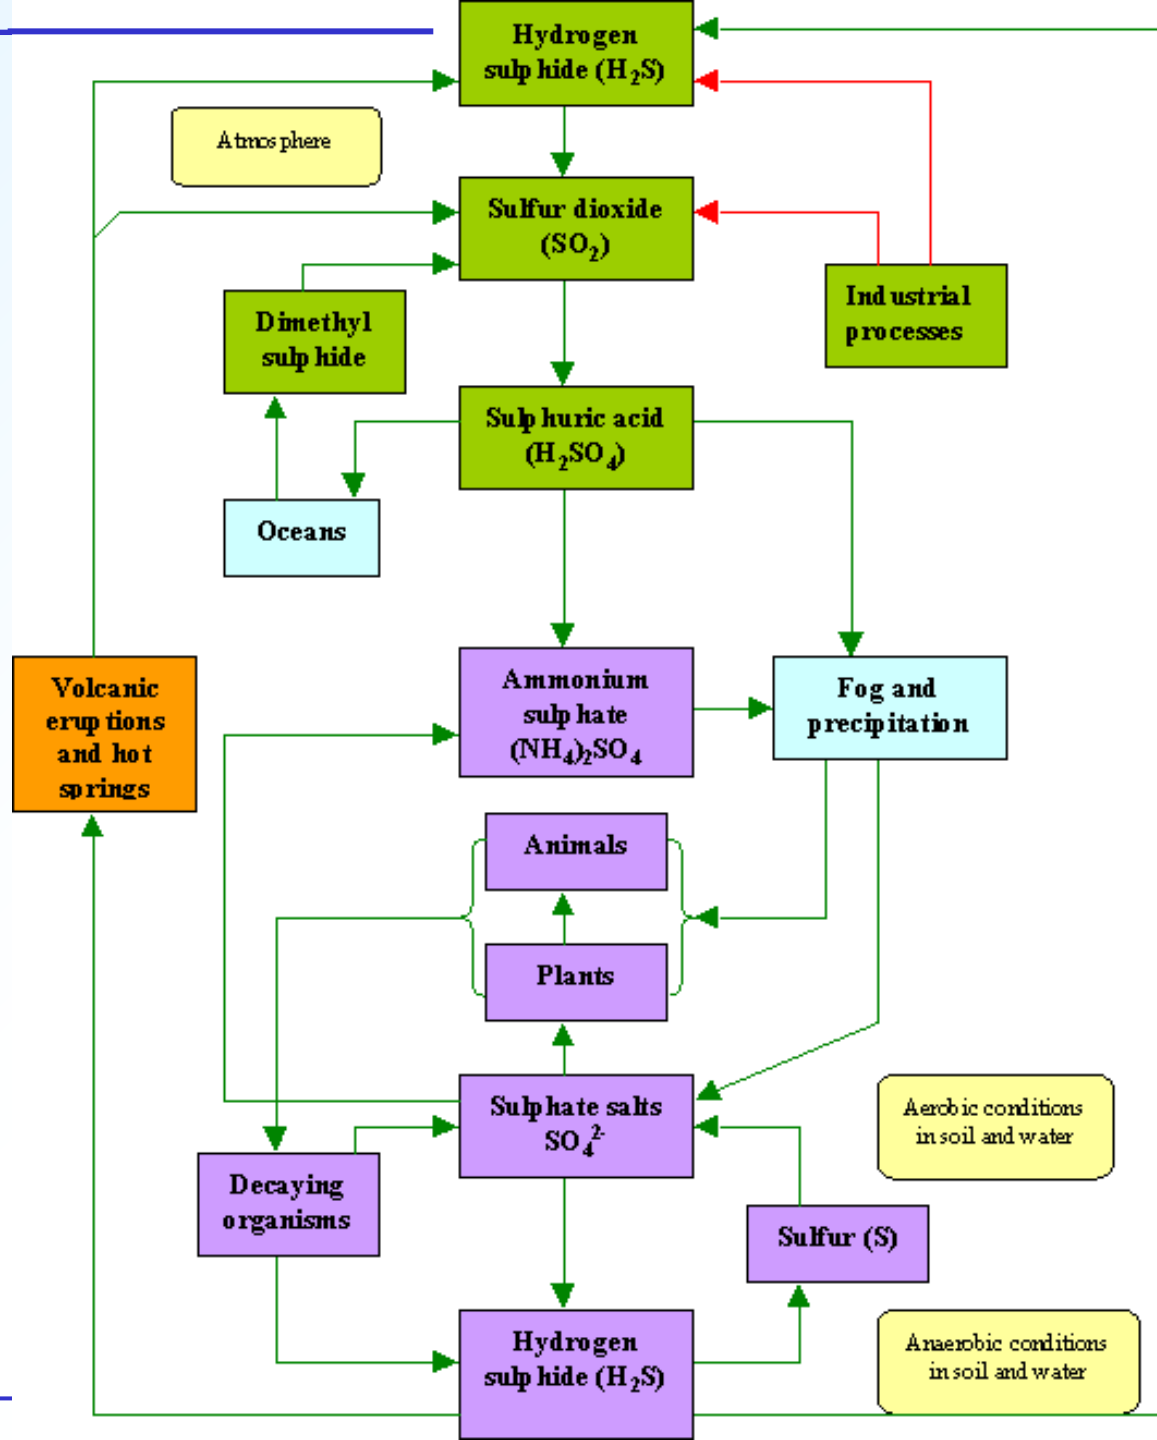 Hydrogen
sulphide (H₂S)
Atmosphere
Sulfur dioxide
(SO₂)
Industrial
processes
Dimethyl
sulphide
Sulphuric acid
(H₂SO₄)
Oceans
Volcanic
eruptions
and hot
springs
Ammonium
sulphate
(NH₄)₂SO₄
Fog and
precipitation
Animals
Plants
Sulphate salts
SO₄²⁻
Aerobic conditions
in soil and water
Decaying
organisms
Sulfur (S)
Hydrogen
sulphide (H₂S)
Anaerobic conditions
in soil and water